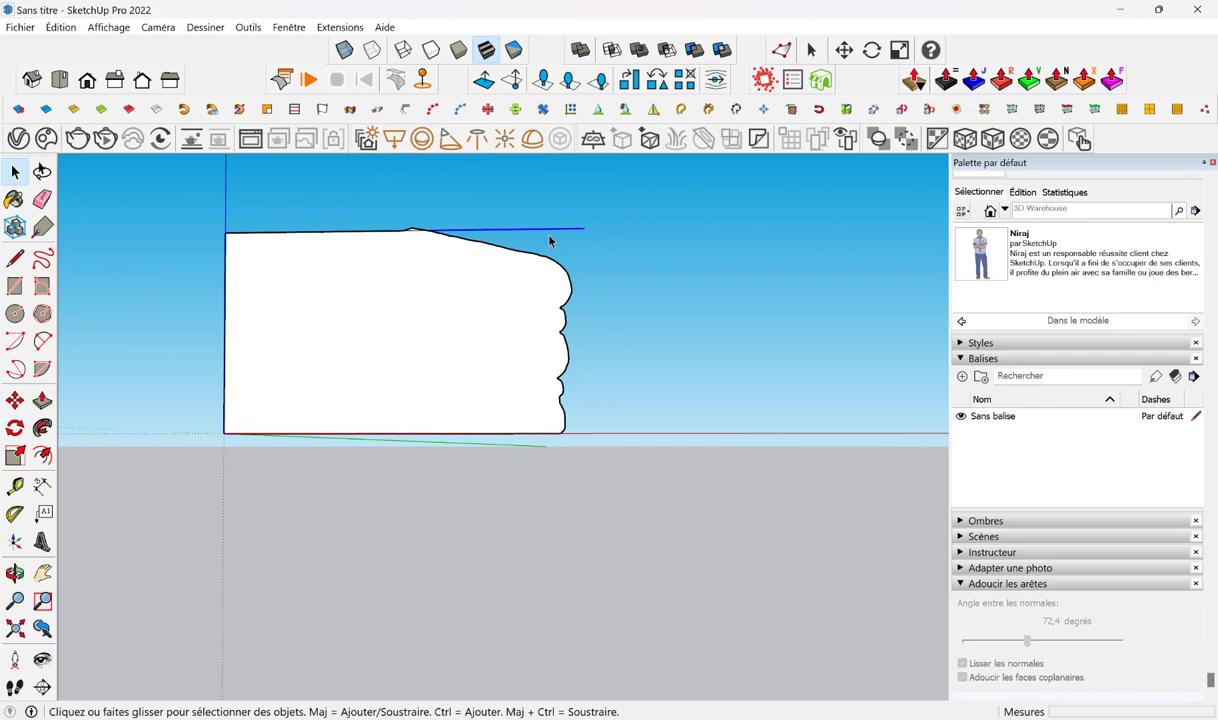 Sans titre - SketchUp Pro 2022
Fichier Édition Affichage Caméra Dessiner Outils Fenêtre Extensions Aide
Palette par défaut
Sélectionner Édition Statistiques
3D Warehouse
Niraj
par SketchUp
Niraj est un responsable réussite client chez
SketchUp. Lorsqu'il a fini de s'occuper de ses clients,
il profite du plein air avec sa famille ou joue des ber...
Dans le modèle
Styles
Balises
Rechercher
Nom Dashes
Sans balise Par défaut
Ombres
Scènes
Instructeur
Adapter une photo
Adoucir les arêtes
Angle entre les normales:
72,4 degrés
Lisser les normales
Adoucir les faces coplanaires
Cliquez ou faites glisser pour sélectionner des objets. Maj = Ajouter/Soustraire. Ctrl = Ajouter. Maj + Ctrl = Soustraire.
Mesures